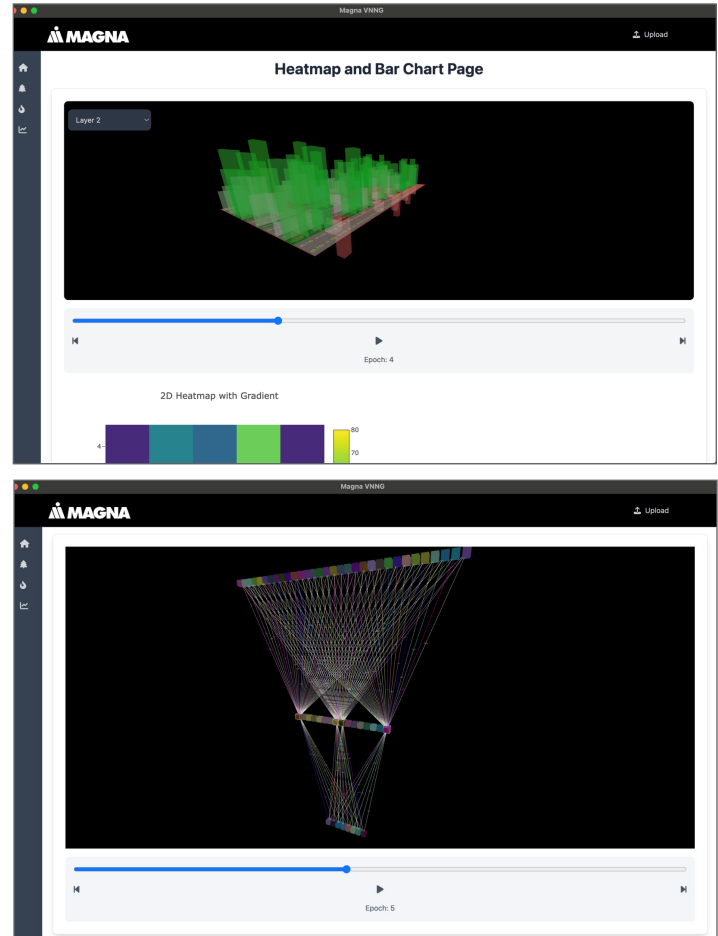 Magna VNNG
MAGNA
Upload
Heatmap and Bar Chart Page
Layer 2
Epoch: 4
2D Heatmap with Gradient
80
4
70
Magna VNNG
MAGNA
Upload
Epoch: 5